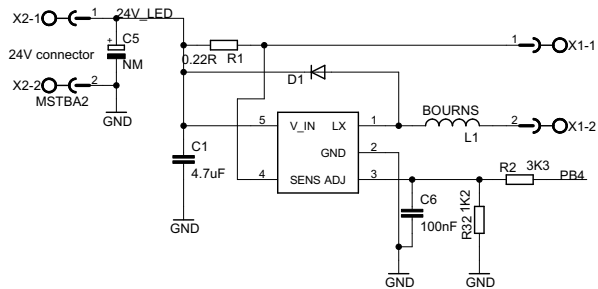 X2-1 1 24V_LED
+ C5
24V connector
NM
0.22R R1
1 X1-1
D1
X2-2 2
MSTBA2
GND
BOURNS
L1
5 V_IN LX 1
2 X1-2
GND 2
C1
4.7uF
4 SENS ADJ 3
R2 3K3 PB4
C6
100nF
R32 1K2
GND
GND
GND